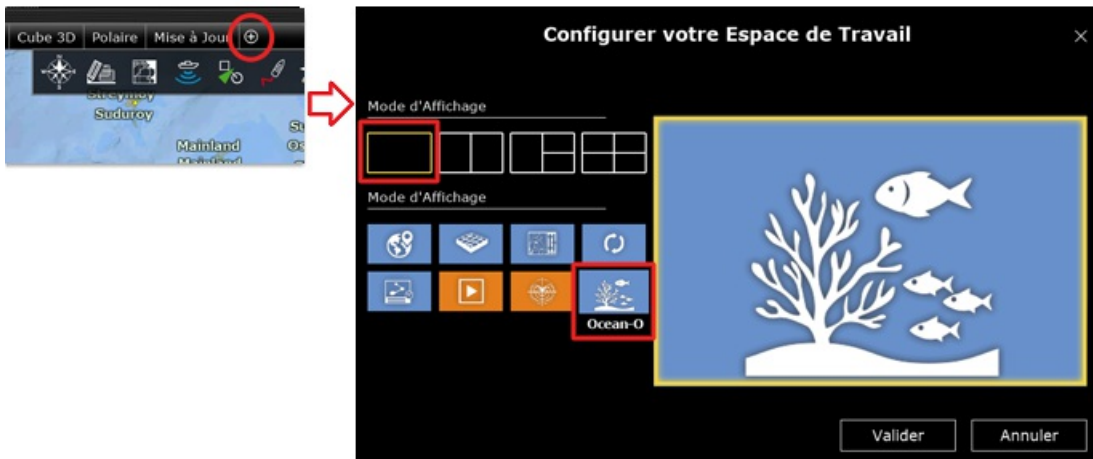 Cube 3D Polaire Mise à Jour
Streymoy
Suduroy
Mainland
Mainland
Configurer votre Espace de Travail
Mode d'Affichage
Mode d'Affichage
Ocean-O
Valider Annuler